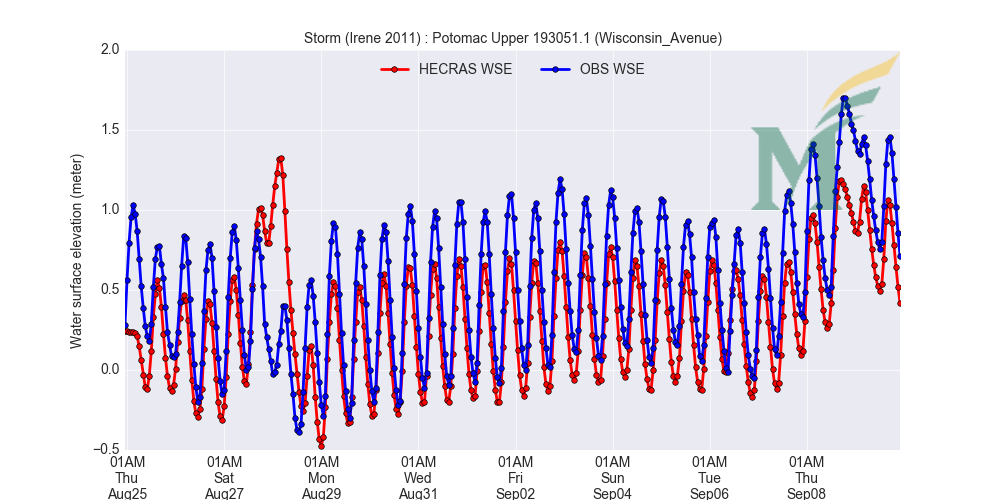 Storm (Irene 2011) : Potomac Upper 193051.1 (Wisconsin_Avenue)
HECRAS WSE
OBS WSE
M
Water surface elevation (meter)
2.0
1.5
1.0
0.5
0.0
−0.5
01AM 01AM 01AM 01AM 01AM 01AM 01AM 01AM
Thu Sat Mon Wed Fri Sun Tue Thu
Aug25 Aug27 Aug29 Aug31 Sep02 Sep04 Sep06 Sep08